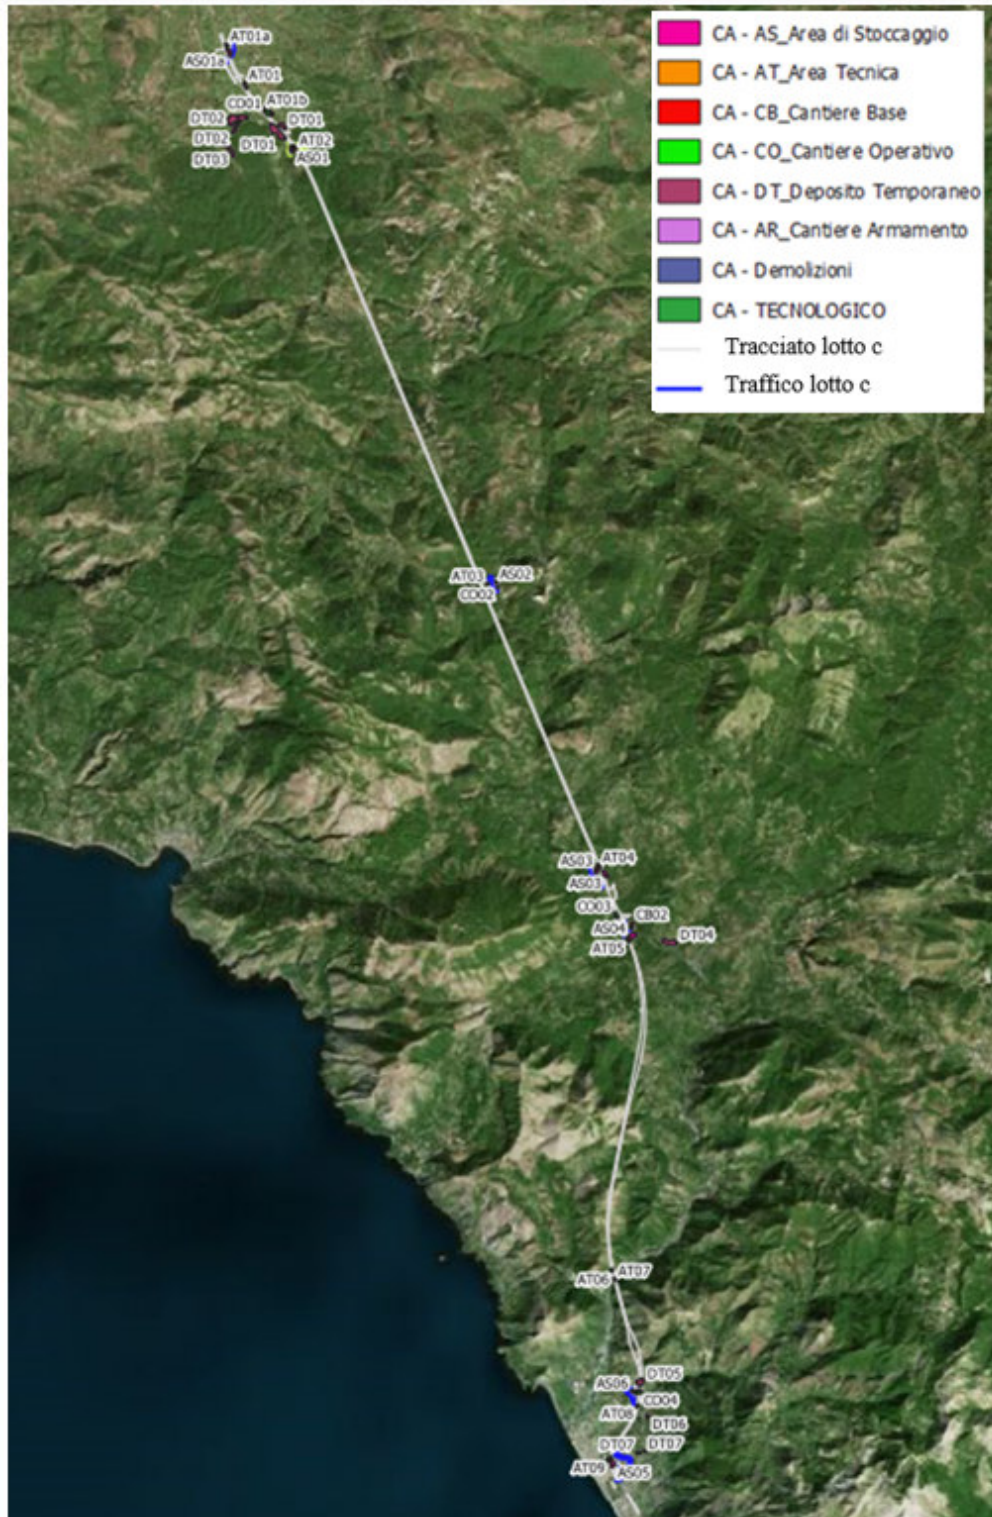 CA - AS_Area di Stoccaggio
CA - AT_Area Tecnica
CA - CB_Cantiere Base
CA - CO_Cantiere Operativo
CA - DT_Deposito Temporaneo
CA - AR_Cantiere Armamento
CA - Demolizioni
CA - TECNOLOGICO
Tracciato lotto c
Traffico lotto c
AT01a
AS01a
AT01
CO01
AT01b
DT02
DT01
DT02
DT01
AT02
DT03
AS01
AT03
AS02
CO02
AS03
AT04
AS03
CO03
CB02
AS04
DT04
AT05
AT07
AT06
DT05
AS06
CO04
AT08
DT06
DT07
DT07
AT09
AS05